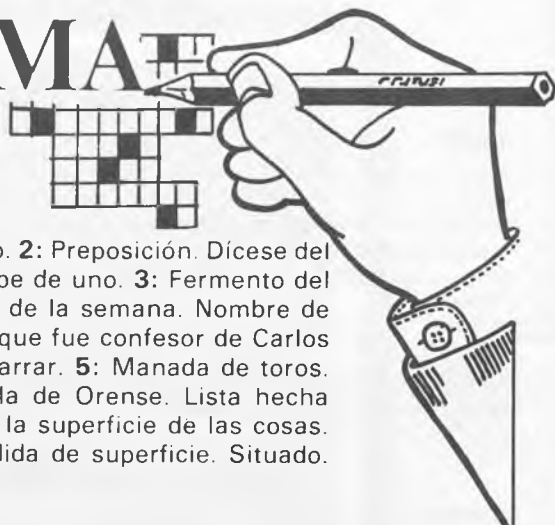 MA
o. 2: Preposición. Dícese del
be de uno. 3: Fermento del
de la semana. Nombre de
que fue confesor de Carlos
arrar. 5: Manada de toros.
la de Orense. Lista hecha
la superficie de las cosas.
dida de superficie. Situado.